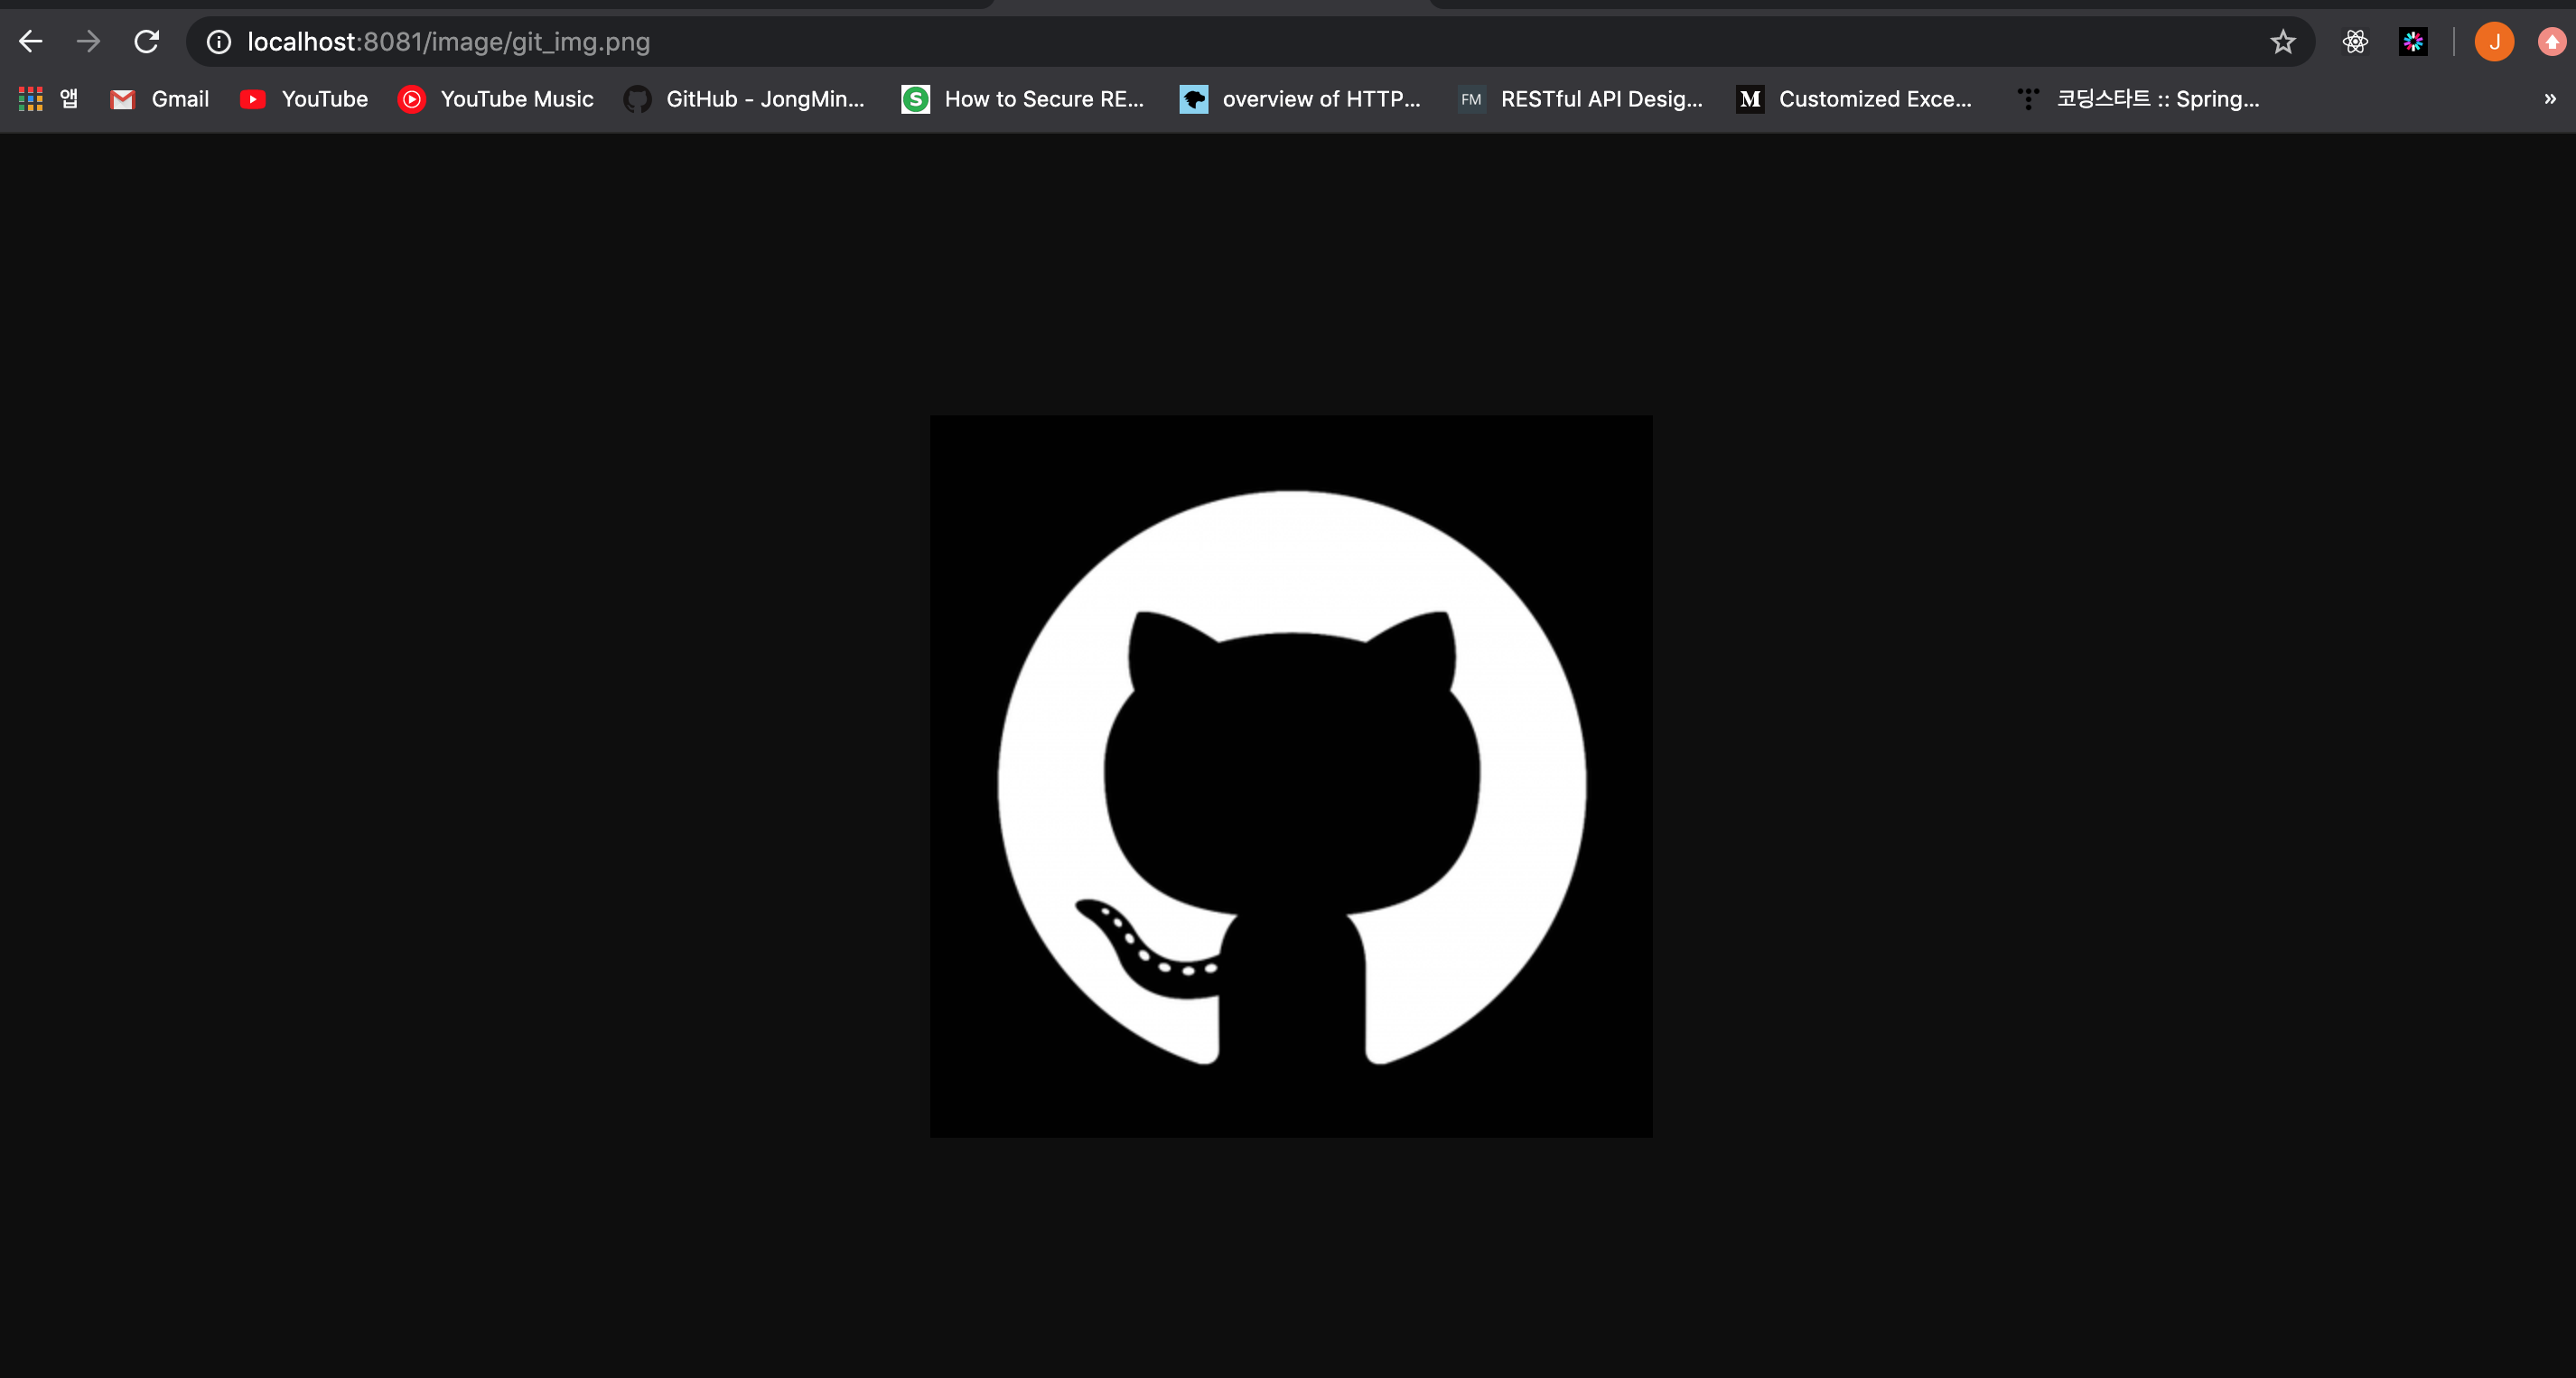 localhost:8081/image/git_img.png
J
앱 Gmail YouTube YouTube Music GitHub - JongMin... S How to Secure RE... overview of HTTP... FM RESTful API Desig... M Customized Exce... 코딩스타트 :: Spring... »